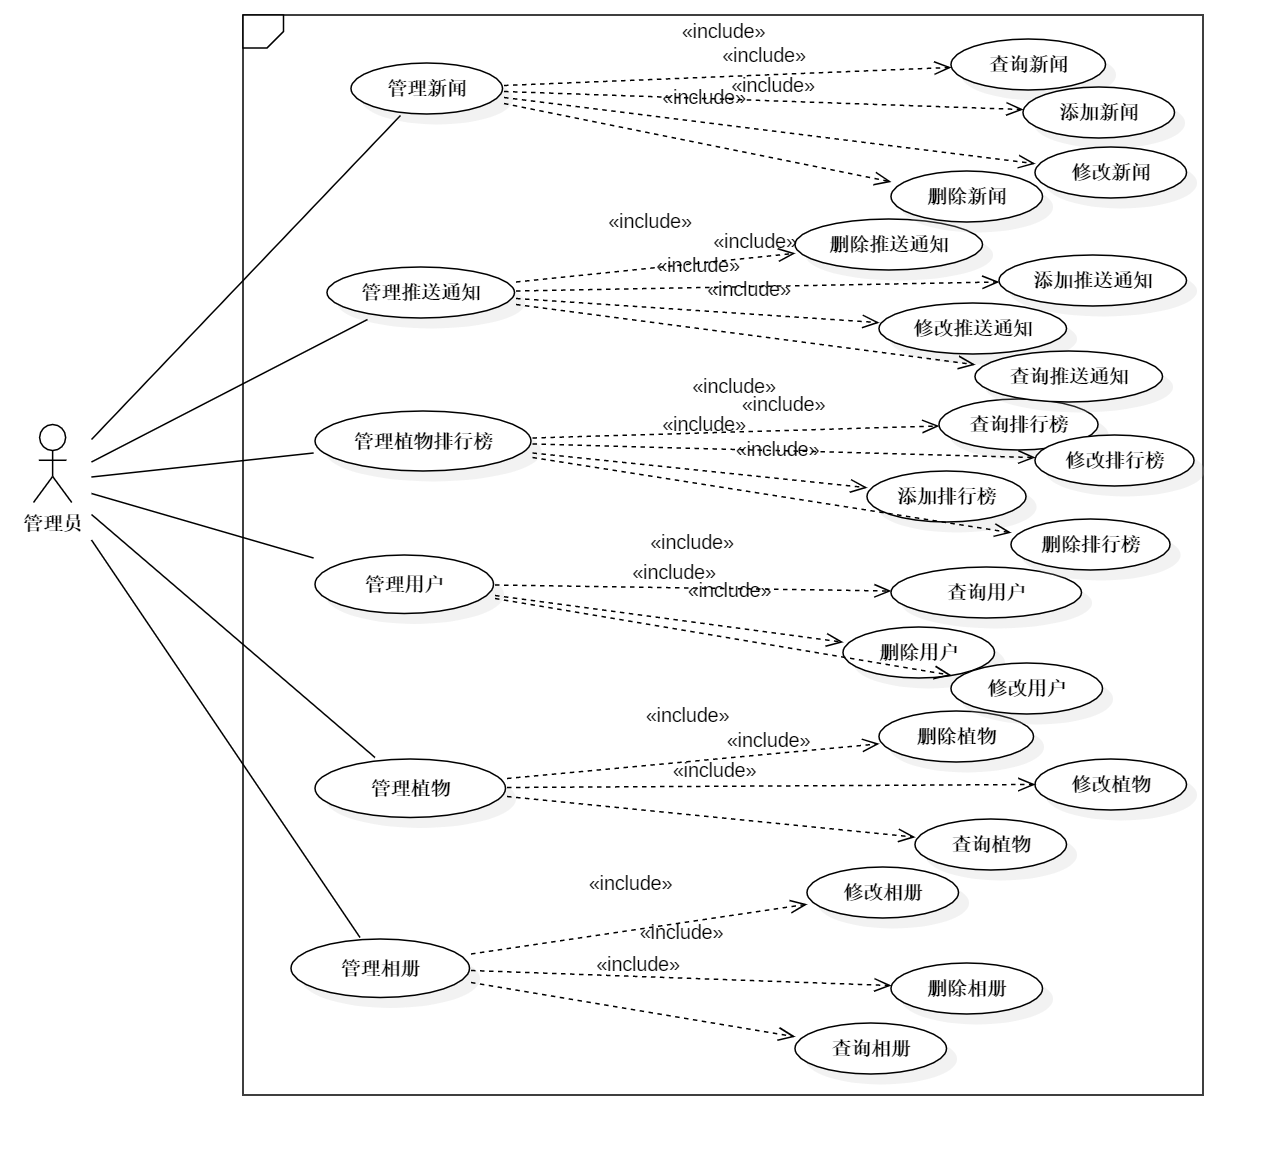 «include»
«include»
«include»
«include»
管理新闻
查询新闻
添加新闻
修改新闻
删除新闻
«include»
«include»
«include»
«include»
管理推送通知
删除推送通知
添加推送通知
修改推送通知
查询推送通知
«include»
«include»
«include»
«include»
管理植物排行榜
查询排行榜
修改排行榜
添加排行榜
删除排行榜
管理员
«include»
«include»
«include»
管理用户
查询用户
删除用户
修改用户
«include»
«include»
«include»
管理植物
删除植物
修改植物
查询植物
«include»
«include»
«include»
管理相册
修改相册
删除相册
查询相册